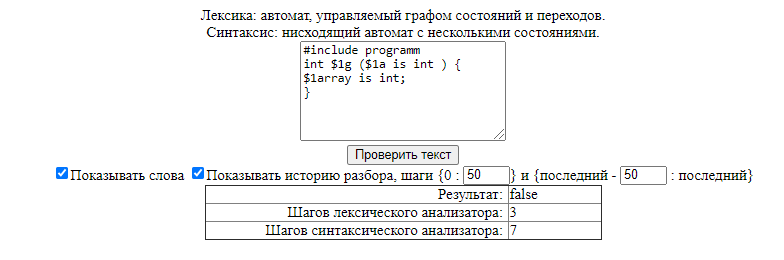 Лексика: автомат, управляемый графом состояний и переходов.
Синтаксис: нисходящий автомат с несколькими состояниями.
#include programm
int $1g ($1a is int ) {
$1array is int;
}
Проверить текст
Показывать слова Показывать историю разбора, шаги {0 : 50} и {последний - 50 : последний}
Результат: false
Шагов лексического анализатора: 3
Шагов синтаксического анализатора: 7